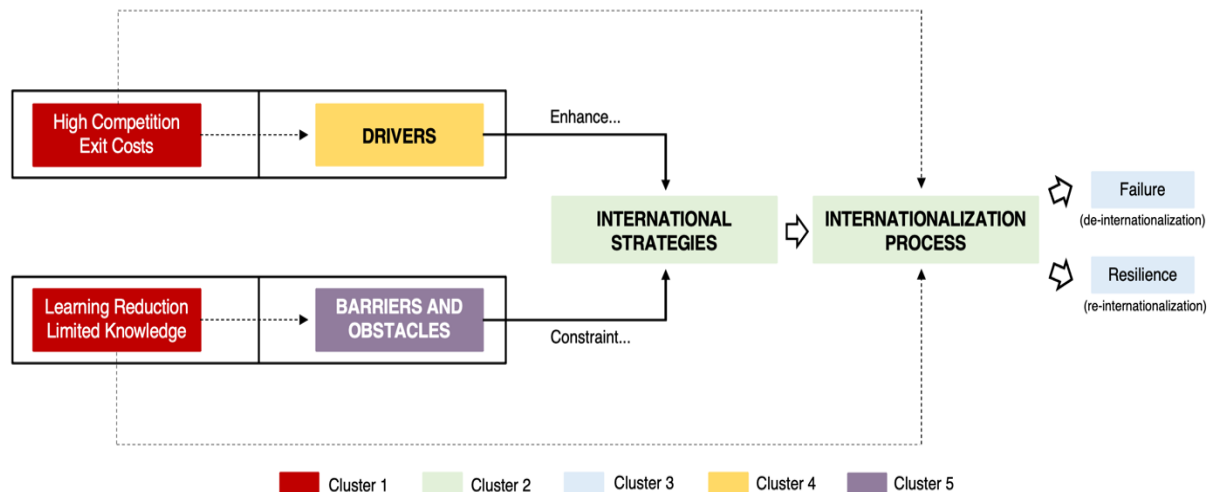 High Competition
Exit Costs
DRIVERS
Enhance...
INTERNATIONAL
STRATEGIES
INTERNATIONALIZATION
PROCESS
Failure
(de-internationalization)
Resilience
(re-internationalization)
Learning Reduction
Limited Knowledge
BARRIERS AND
OBSTACLES
Constraint...
Cluster 1
Cluster 2
Cluster 3
Cluster 4
Cluster 5